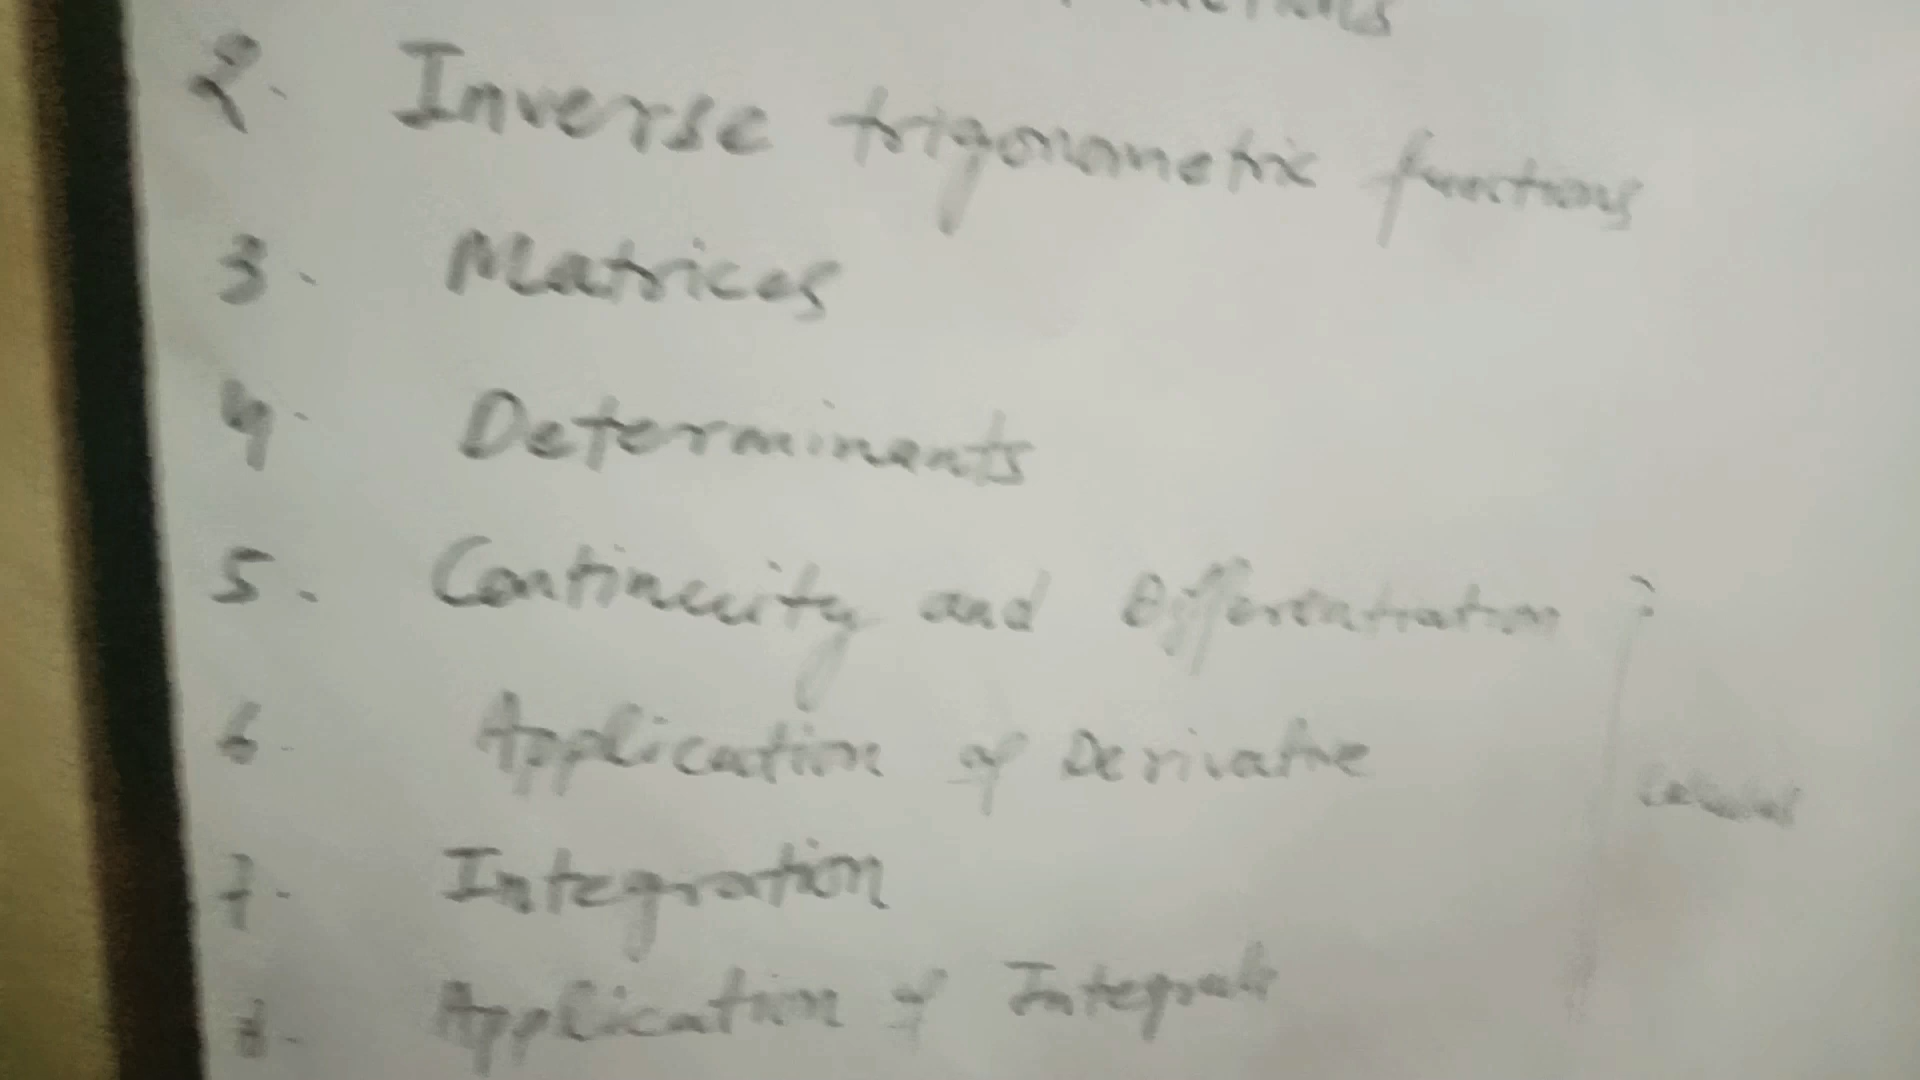 2. Inverse trigonometric functions
3. Matrices
4. Determinants
5. Continuity and Differentiation
6. Application of Derivative
7. Integration
8. Application of Integrals